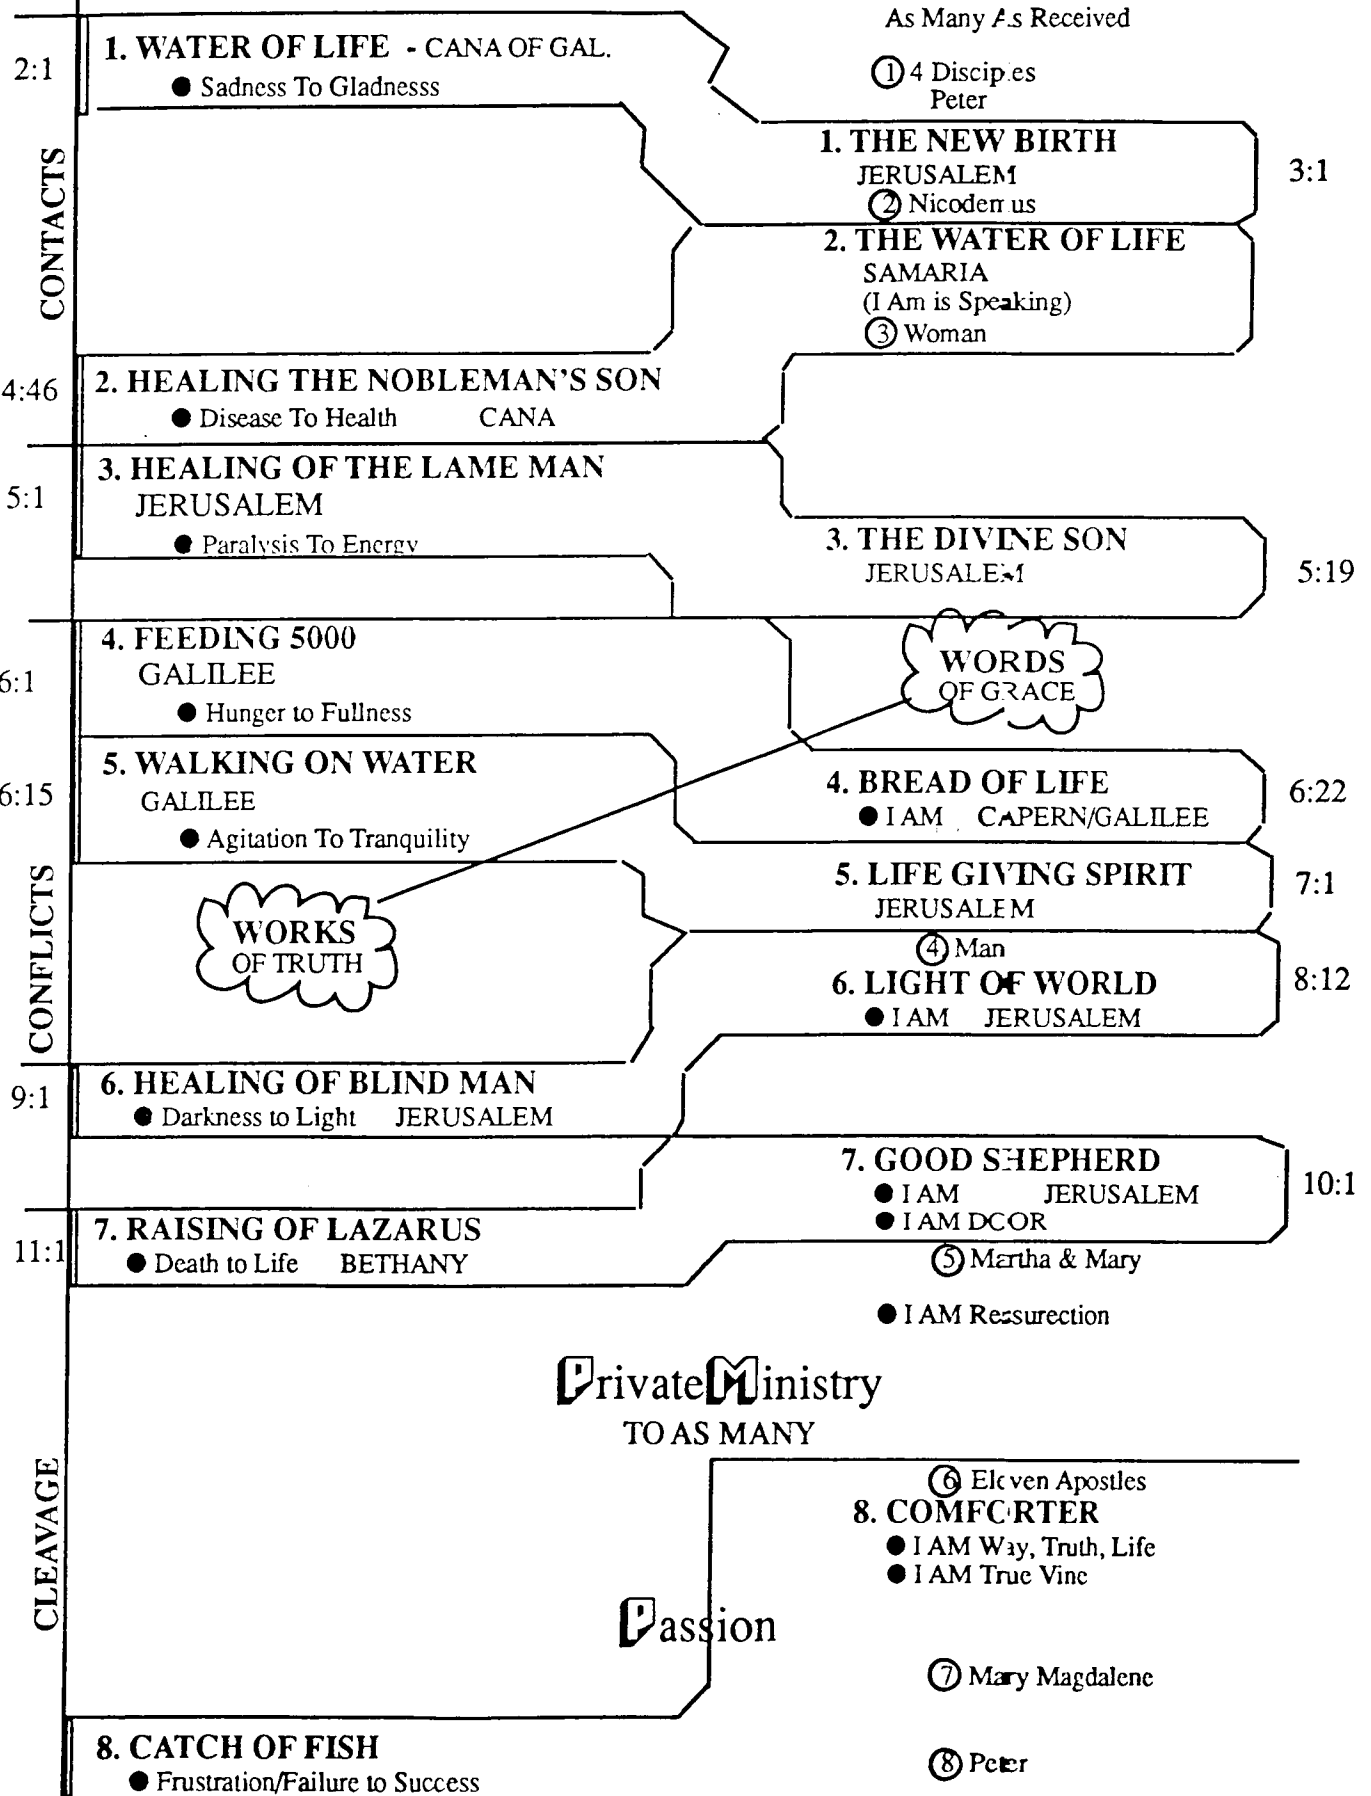 As Many As Received
2:1
1. WATER OF LIFE - CANA OF GAL.
● Sadness To Gladnesss
① 4 Disciples
Peter
CONTACTS
1. THE NEW BIRTH
JERUSALEM
② Nicodemus
3:1
2. THE WATER OF LIFE
SAMARIA
(I Am is Speaking)
③ Woman
4:46
2. HEALING THE NOBLEMAN'S SON
● Disease To Health CANA
5:1
3. HEALING OF THE LAME MAN
JERUSALEM
● Paralysis To Energy
3. THE DIVINE SON
JERUSALEM
5:19
6:1
4. FEEDING 5000
GALILEE
● Hunger to Fullness
WORDS
OF GRACE
6:15
5. WALKING ON WATER
GALILEE
● Agitation To Tranquility
4. BREAD OF LIFE
● I AM CAPERN/GALILEE
6:22
CONFLICTS
5. LIFE GIVING SPIRIT
JERUSALEM
7:1
WORKS
OF TRUTH
④ Man
6. LIGHT OF WORLD
● I AM JERUSALEM
8:12
9:1
6. HEALING OF BLIND MAN
● Darkness to Light JERUSALEM
7. GOOD SHEPHERD
● I AM JERUSALEM
● I AM DOOR
10:1
11:1
7. RAISING OF LAZARUS
● Death to Life BETHANY
⑤ Martha & Mary
● I AM Ressurection
Private Ministry
TO AS MANY
CLEAVAGE
⑥ Eleven Apostles
8. COMFORTER
● I AM Way, Truth, Life
● I AM True Vine
Passion
⑦ Mary Magdalene
8. CATCH OF FISH
● Frustration/Failure to Success
⑧ Peter